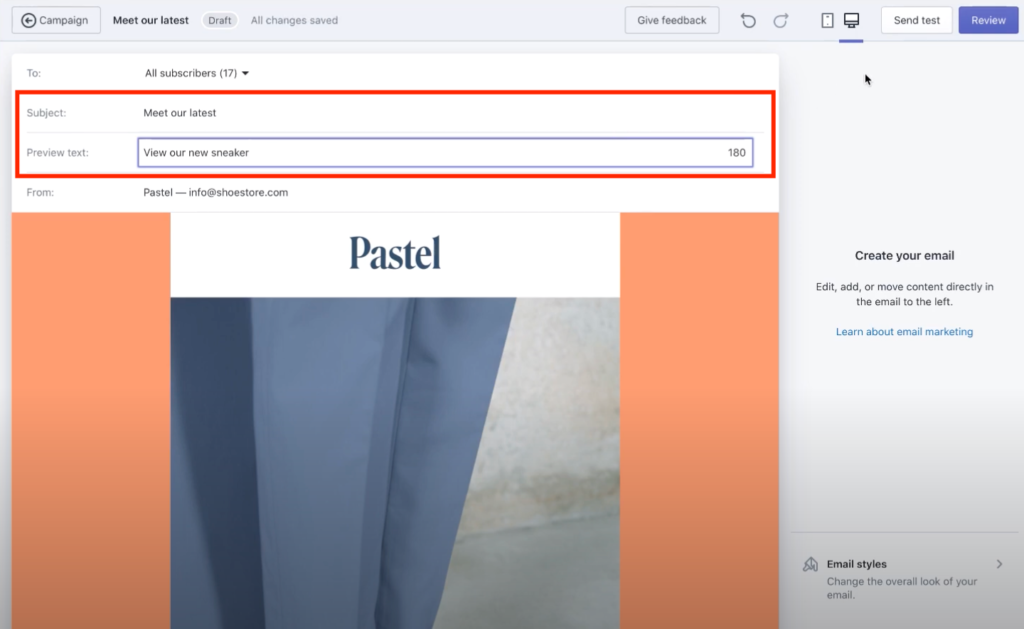 Campaign Meet our latest Draft All changes saved Give feedback Send test Review
To: All subscribers (17)
Subject: Meet our latest
Preview text: View our new sneaker 180
From: Pastel — info@shoestore.com
Pastel
Create your email
Edit, add, or move content directly in
the email to the left.
Learn about email marketing
Email styles
Change the overall look of your
email.